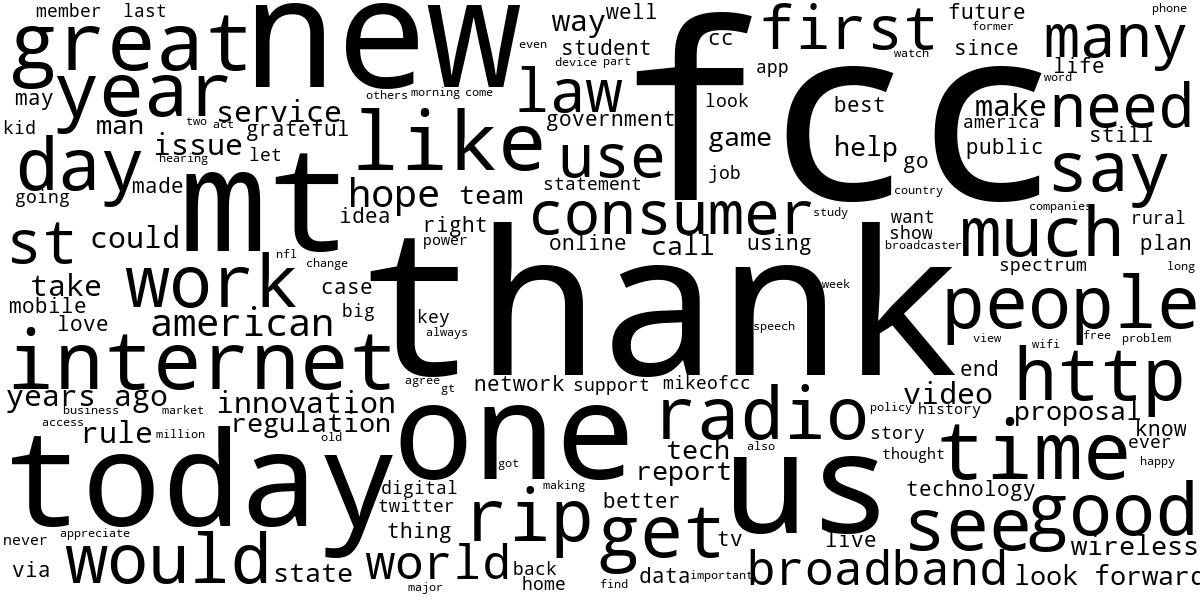 member last
great
new
way well
student
even
device part
fcc
cc
first
future
former
since
phone
many
watch
app
life
word
year
may
others morning come
law
look
best
make need
service
kid
man
two act
grateful
like
government
game
america
still
issue
hearing
let
use
help
go
public
day
made
mt
hope team
statement
job
country
say
going
idea
consumer
study
want
companies
rural
st
could
right
power
online
call
using
show
broadcaster
much
plan
nfl
change
thank
spectrum
long
take
work
case
week
people
mobile
big
key
love
american
always
speech
view
wifi
free
problem
internet
agree
gt
network support mikeofcc
end
http
years ago
innovation
video
business market
one
radio
policy history
proposal
access
regulation
rule
million
old
tech
also
story
time
know
ever
today
got
report
us
thought
happy
digital
making
better
technology
twitter
rip
get
see
good
thing
never
appreciate
tv
live
wireless
via
would
state
world
back
home
major
find
data
important
broadband
look forward